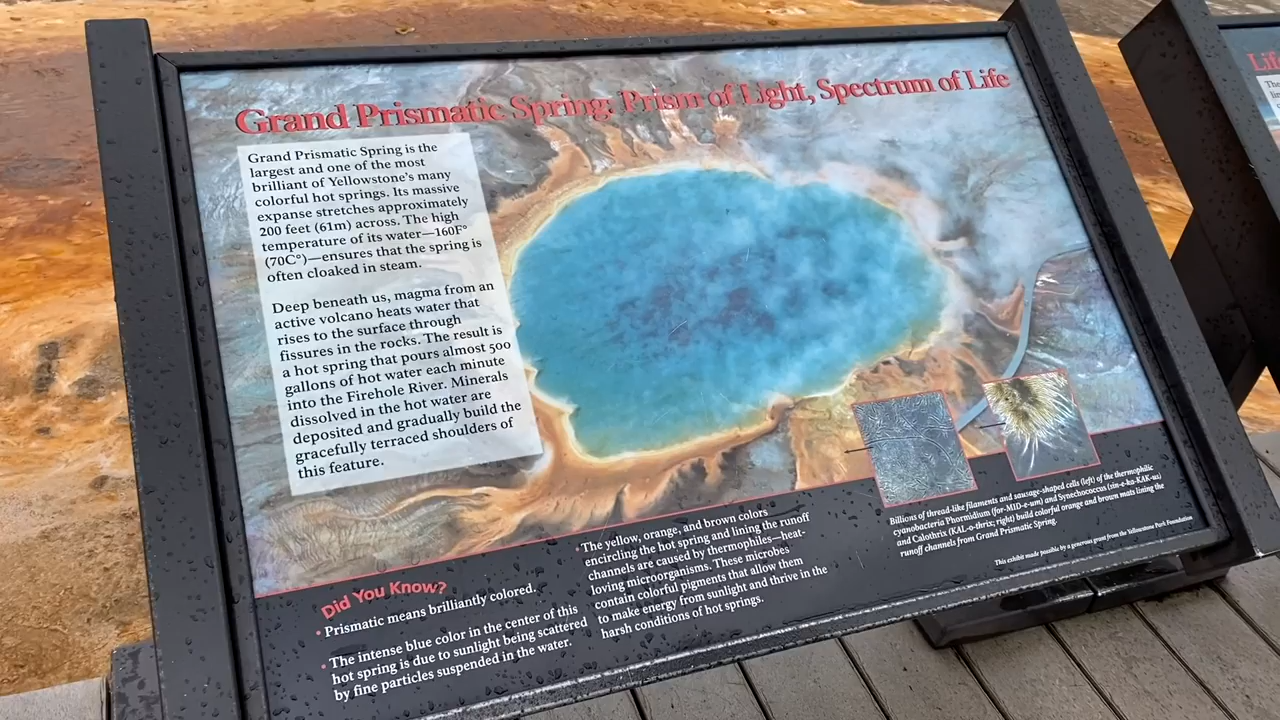 Grand Prismatic Spring: Prism of Light, Spectrum of Life
Grand Prismatic Spring is the
largest and one of the most
brilliant of Yellowstone's many
colorful hot springs. Its massive
expanse stretches approximately
200 feet (61m) across. The high
temperature of its water—160F°
(70C°)—ensures that the spring is
often cloaked in steam.
Deep beneath us, magma from an
active volcano heats water that
rises to the surface through
fissures in the rocks. The result is
a hot spring that pours almost 500
gallons of hot water each minute
into the Firehole River. Minerals
dissolved in the hot water are
deposited and gradually build the
gracefully terraced shoulders of
this feature.
Did You Know?
• Prismatic means brilliantly colored.
• The intense blue color in the center of this
hot spring is due to sunlight being scattered
by fine particles suspended in the water.
• The yellow, orange, and brown colors
encircling the hot spring and lining the runoff
channels are caused by thermophiles—heat-
loving microorganisms. These microbes
contain colorful pigments that allow them
to make energy from sunlight and thrive in the
harsh conditions of hot springs.
Billions of thread-like filaments and sausage-shaped cells (left) of the thermophilic
cyanobacteria Phormidium (for-MID-e-um) and Synechococcus (sin-e-ko-KAK-us)
and Calothrix (KAL-o-thrix; right) build colorful orange and brown mats lining the
runoff channels from Grand Prismatic Spring.
This exhibit made possible by a generous grant from the Yellowstone Park Foundation